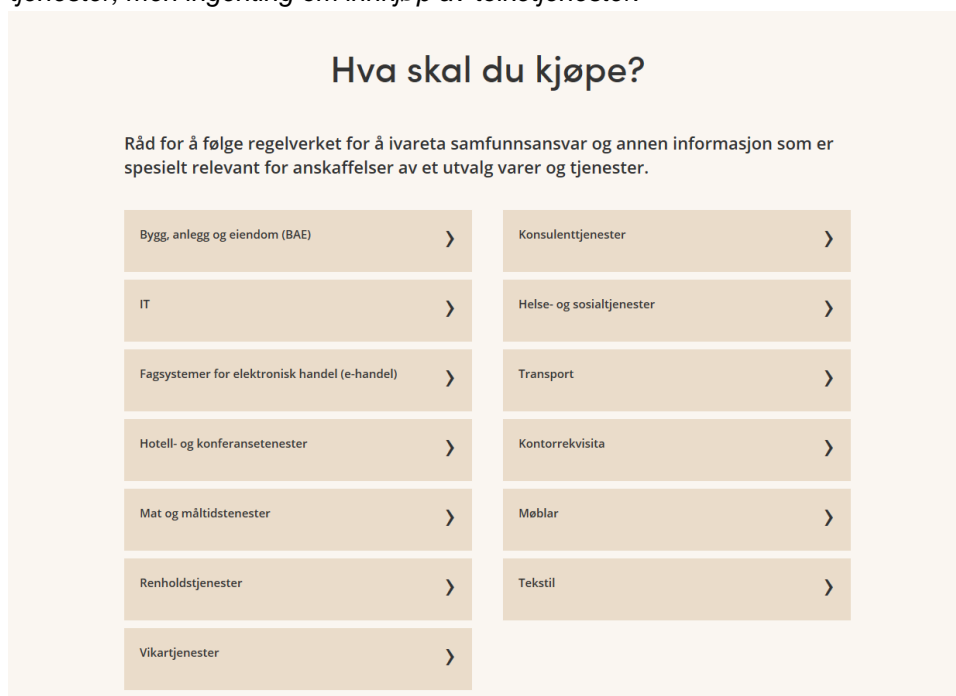 Hva skal du kjøpe?
Råd for å følge regelverket for å ivareta samfunnsansvar og annen informasjon som er
spesielt relevant for anskaffelser av et utvalg varer og tjenester.
Bygg, anlegg og eiendom (BAE)
Konsulenttjenester
IT
Helse- og sosialtjenester
Fagsystemer for elektronisk handel (e-handel)
Transport
Hotell- og konferansetenester
Kontorrekvisita
Mat og måltidstenester
Møblar
Renholdstjenester
Tekstil
Vikartjenester